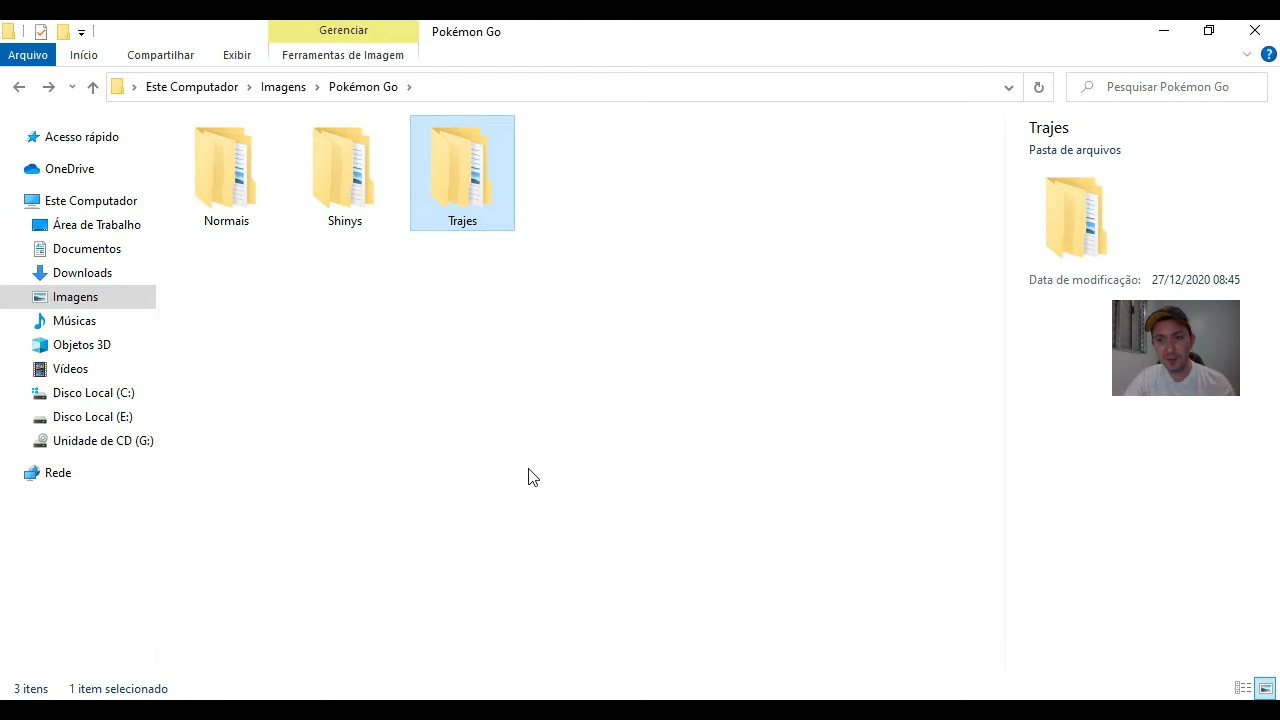 Gerenciar
Pokémon Go
Arquivo
Início
Compartilhar
Exibir
Ferramentas de Imagem
Este Computador
Imagens
Pokémon Go
Pesquisar Pokémon Go
Acesso rápido
OneDrive
Este Computador
Área de Trabalho
Documentos
Downloads
Imagens
Músicas
Objetos 3D
Vídeos
Disco Local (C:)
Disco Local (E:)
Unidade de CD (G:)
Rede
Normais
Shinys
Trajes
Trajes
Pasta de arquivos
Data de modificação: 27/12/2020 08:45
3 itens
1 item selecionado